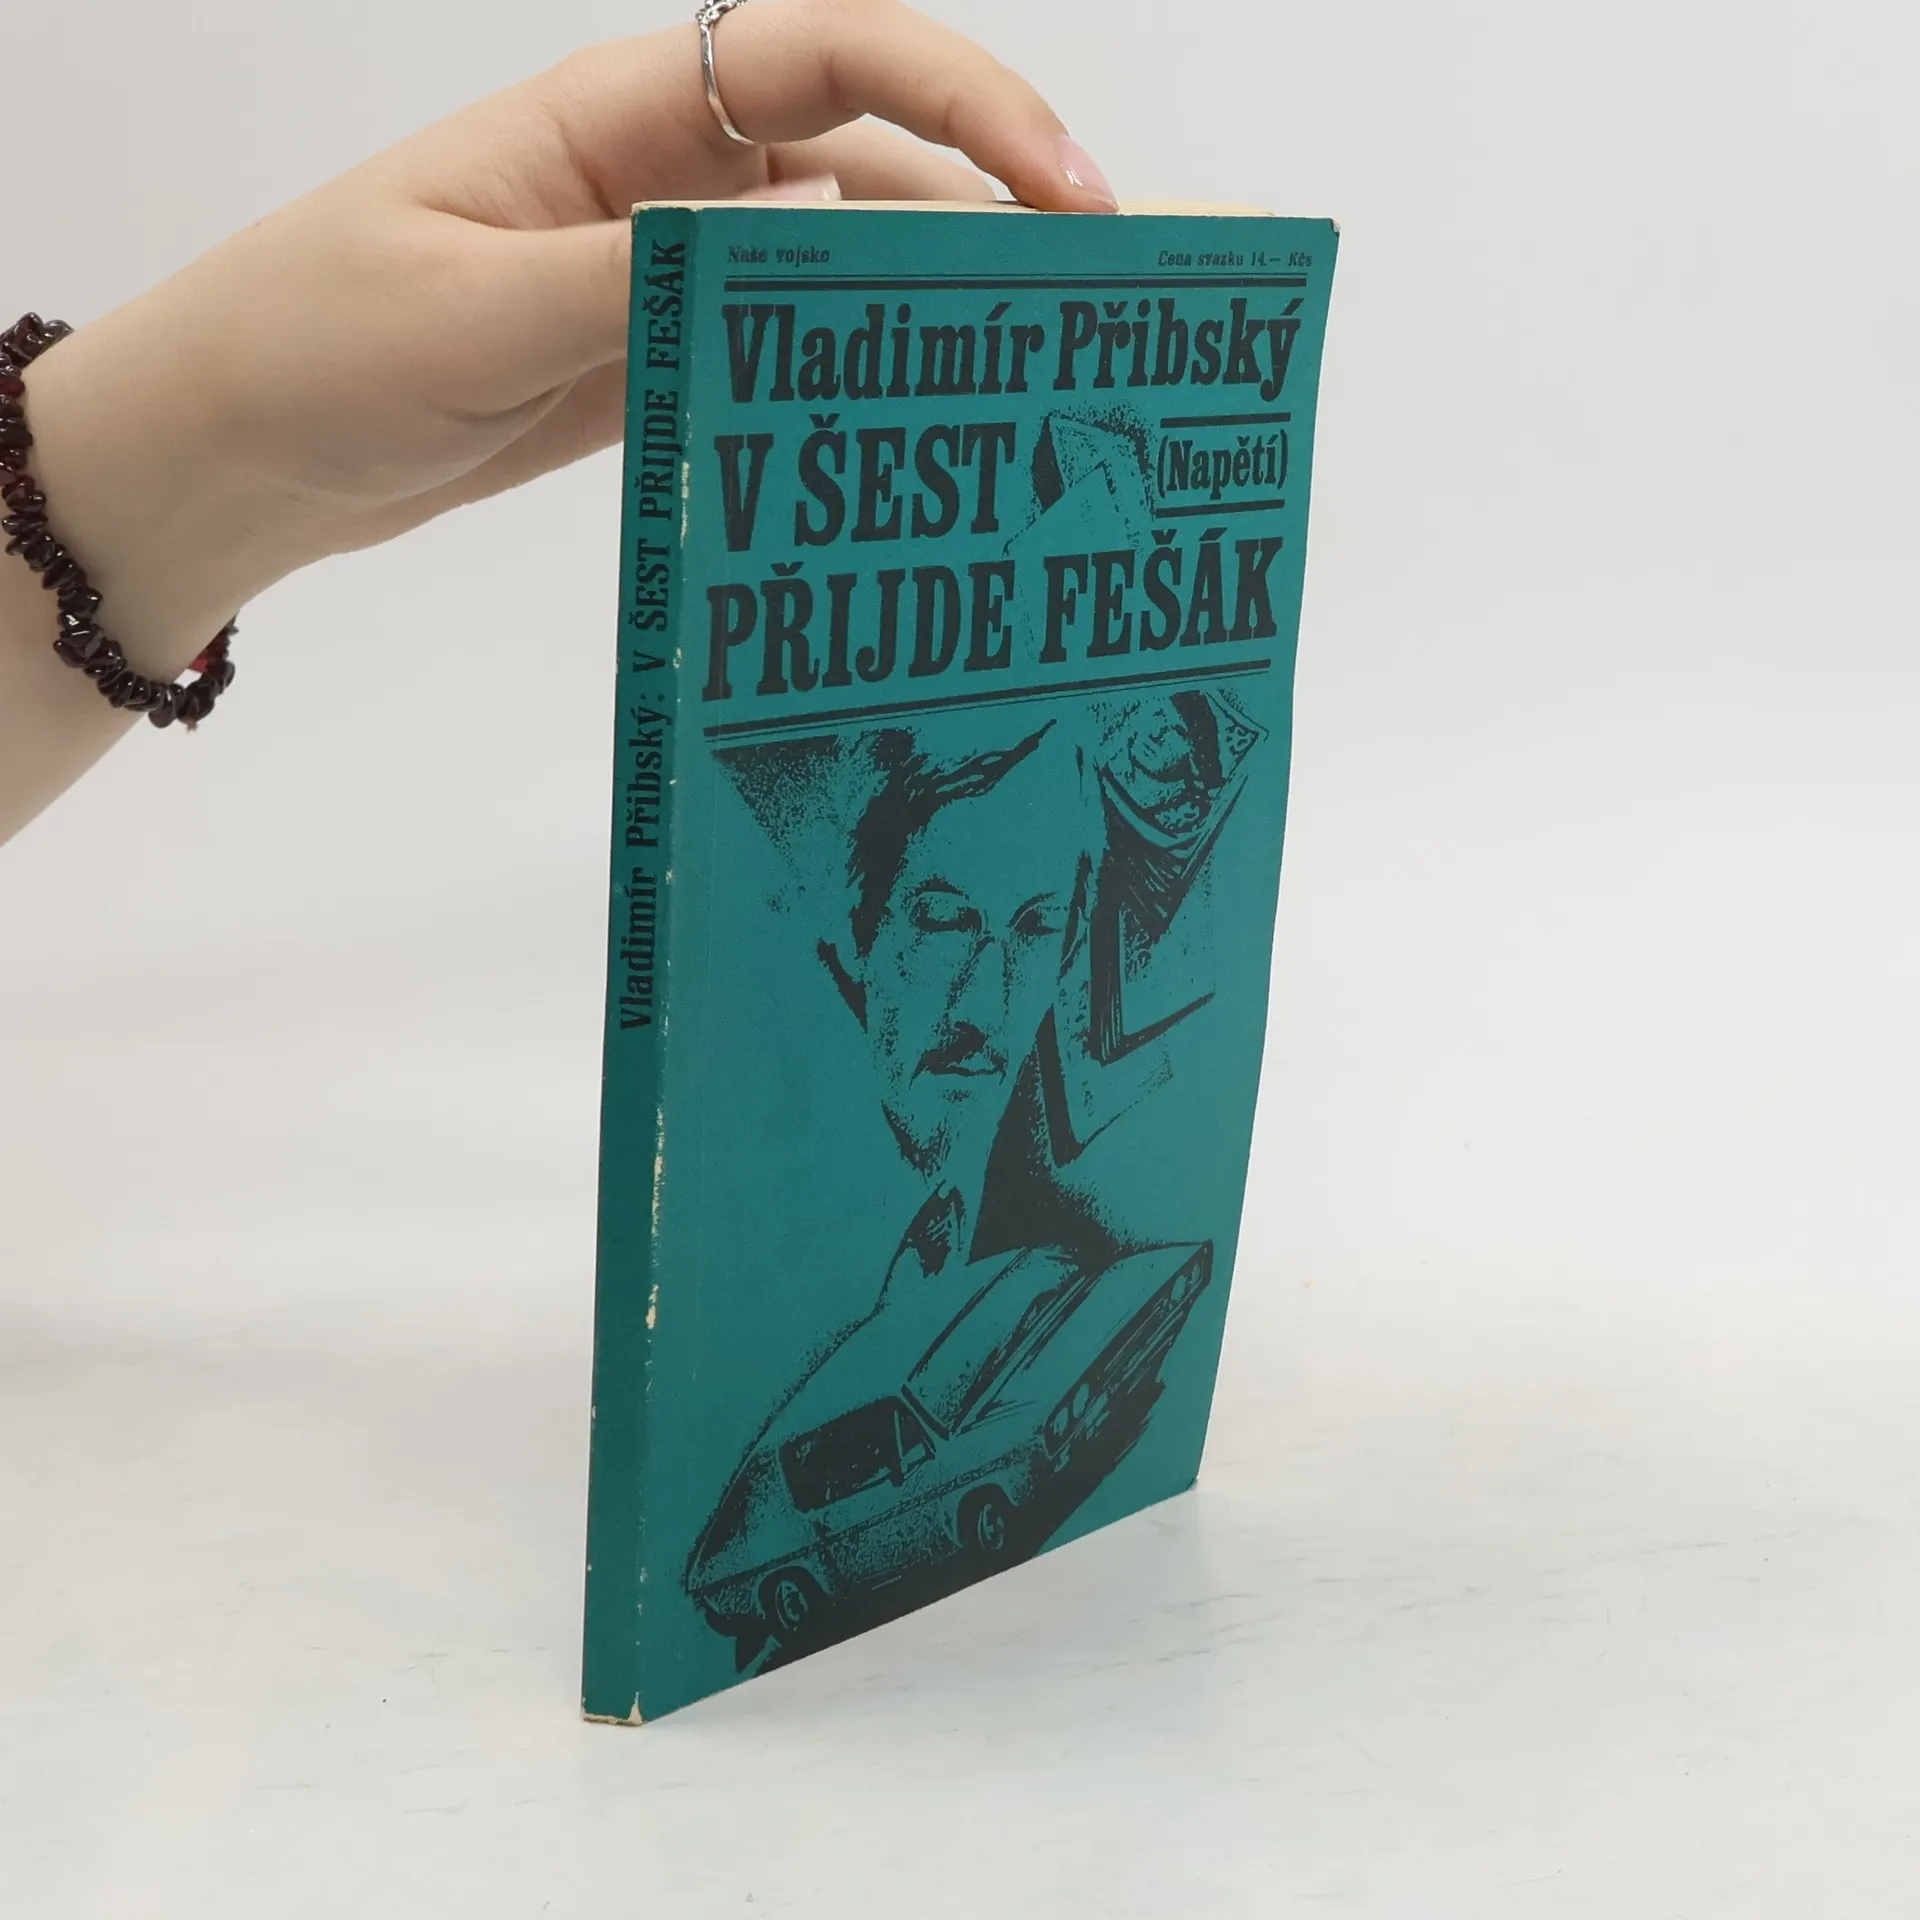 Naše vojsko
Cena svazku 14.– Kčs
Vladimír Přibský
V ŠEST
(Napětí)
PŘIJDE FEŠÁK
Vladimír Přibský: V ŠEST PŘIJDE FEŠÁK